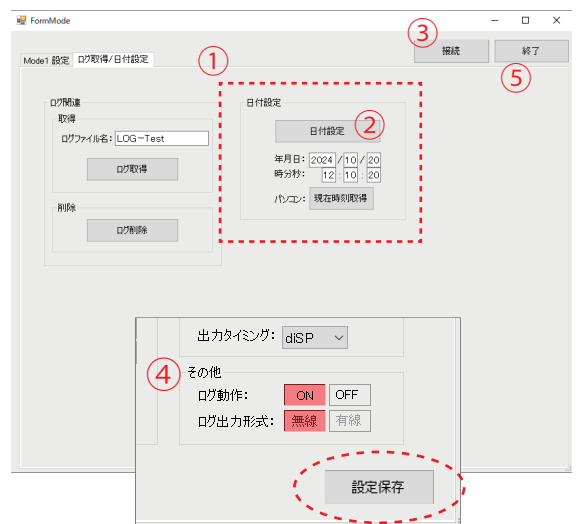 FormMode
③
接続
終了
⑤
Mode1 設定
ログ取得/日付設定
①
ログ関連
取得
ログファイル名: LOG-Test
ログ取得
削除
ログ削除
日付設定
日付設定
②
年月日: 2024 / 10 / 20
時分秒: 12 : 10 : 20
パソコン: 現在時刻取得
出力タイミング: diSP
④
その他
ログ動作: ON OFF
ログ出力形式: 無線 有線
設定保存